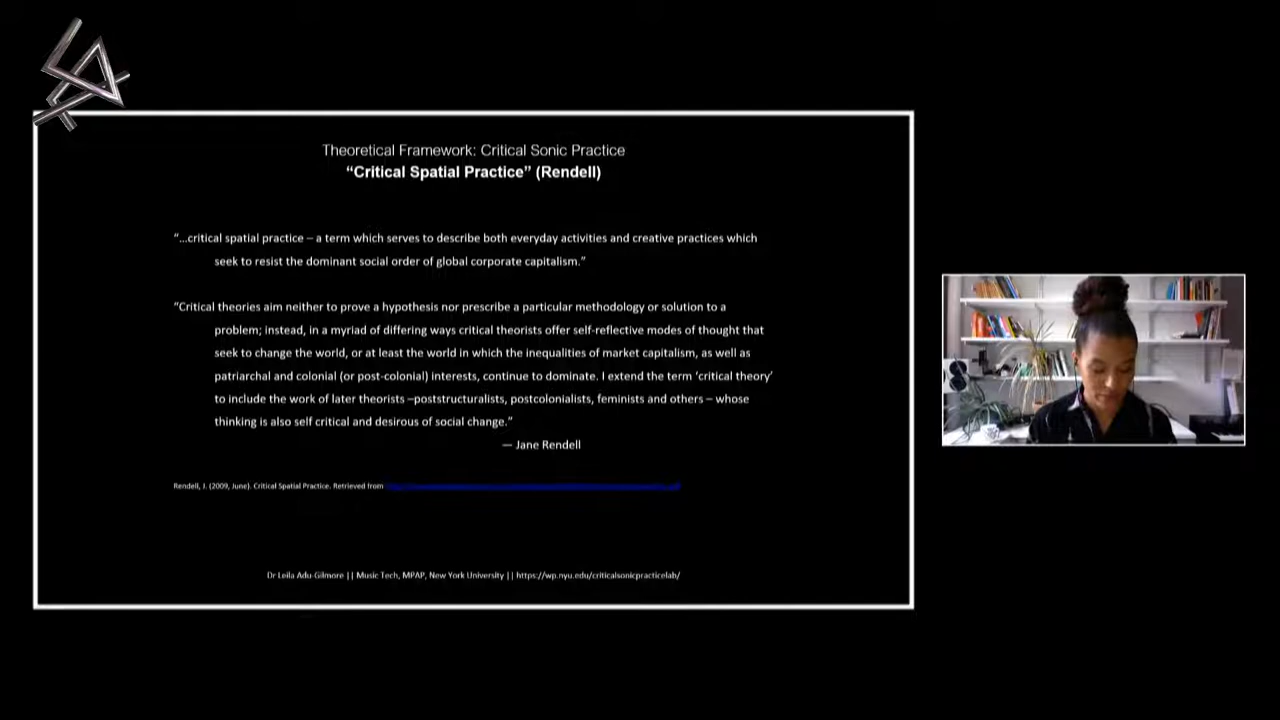 Theoretical Framework: Critical Sonic Practice
“Critical Spatial Practice” (Rendell)
“...critical spatial practice – a term which serves to describe both everyday activities and creative practices which
seek to resist the dominant social order of global corporate capitalism.”
“Critical theories aim neither to prove a hypothesis nor prescribe a particular methodology or solution to a
problem; instead, in a myriad of differing ways critical theorists offer self-reflective modes of thought that
seek to change the world, or at least the world in which the inequalities of market capitalism, as well as
patriarchal and colonial (or post-colonial) interests, continue to dominate. I extend the term ‘critical theory’
to include the work of later theorists –poststructuralists, postcolonialists, feminists and others – whose
thinking is also self critical and desirous of social change.”
— Jane Rendell
Rendell, J. (2009, June). Critical Spatial Practice. Retrieved from
Dr Leila Adu-Gilmore || Music Tech, MPAP, New York University || https://wp.nyu.edu/criticalsonicpracticelab/